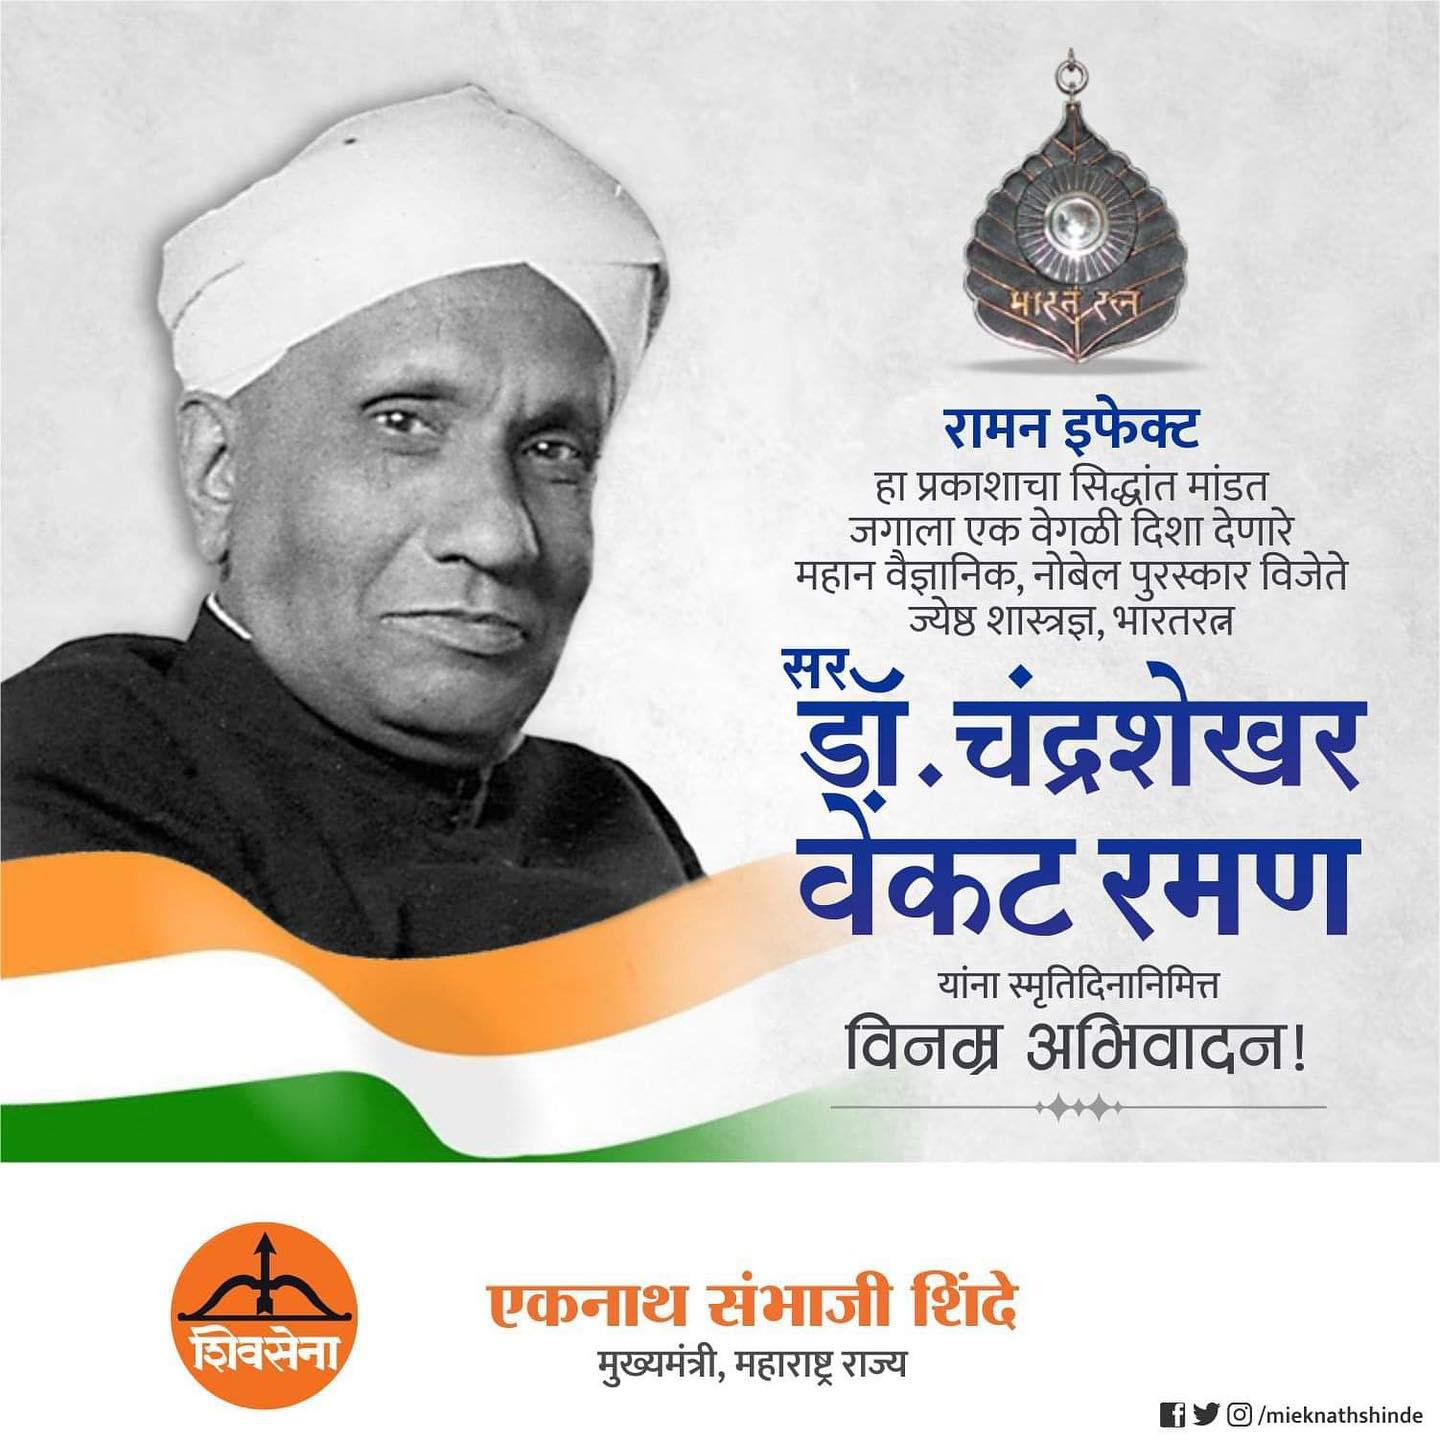 भारत रत्न
रामन इफेक्ट
हा प्रकाशाचा सिद्धांत मांडत
जगाला एक वेगळी दिशा देणारे
महान वैज्ञानिक, नोबेल पुरस्कार विजेते
ज्येष्ठ शास्त्रज्ञ, भारतरत्न
सर
डॉ. चंद्रशेखर
वेंकट रमण
यांना स्मृतिदिनानिमित्त
विनम्र अभिवादन!
शिवसेना
एकनाथ संभाजी शिंदे
मुख्यमंत्री, महाराष्ट्र राज्य
/mieknathshinde